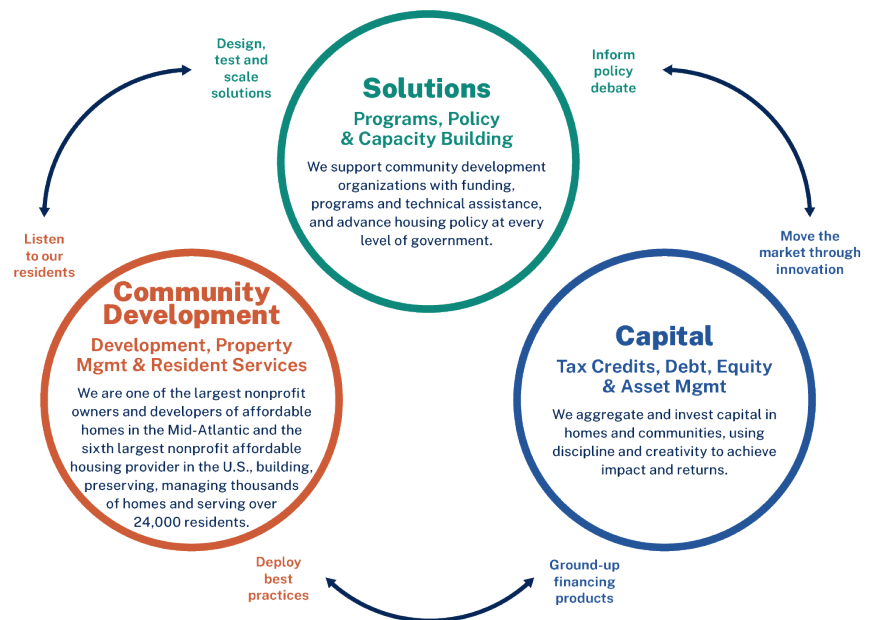 Design,
test and
scale
solutions
Inform
policy
debate
Solutions
Programs, Policy
& Capacity Building
We support community development
organizations with funding,
programs and technical assistance,
and advance housing policy at every
level of government.
Listen
to our
residents
Move the
market through
innovation
Community
Development
Development, Property
Mgmt & Resident Services
We are one of the largest nonprofit
owners and developers of affordable
homes in the Mid-Atlantic and the
sixth largest nonprofit affordable
housing provider in the U.S., building,
preserving, managing thousands
of homes and serving over
24,000 residents.
Capital
Tax Credits, Debt, Equity
& Asset Mgmt
We aggregate and invest capital in
homes and communities, using
discipline and creativity to achieve
impact and returns.
Deploy
best
practices
Ground-up
financing
products